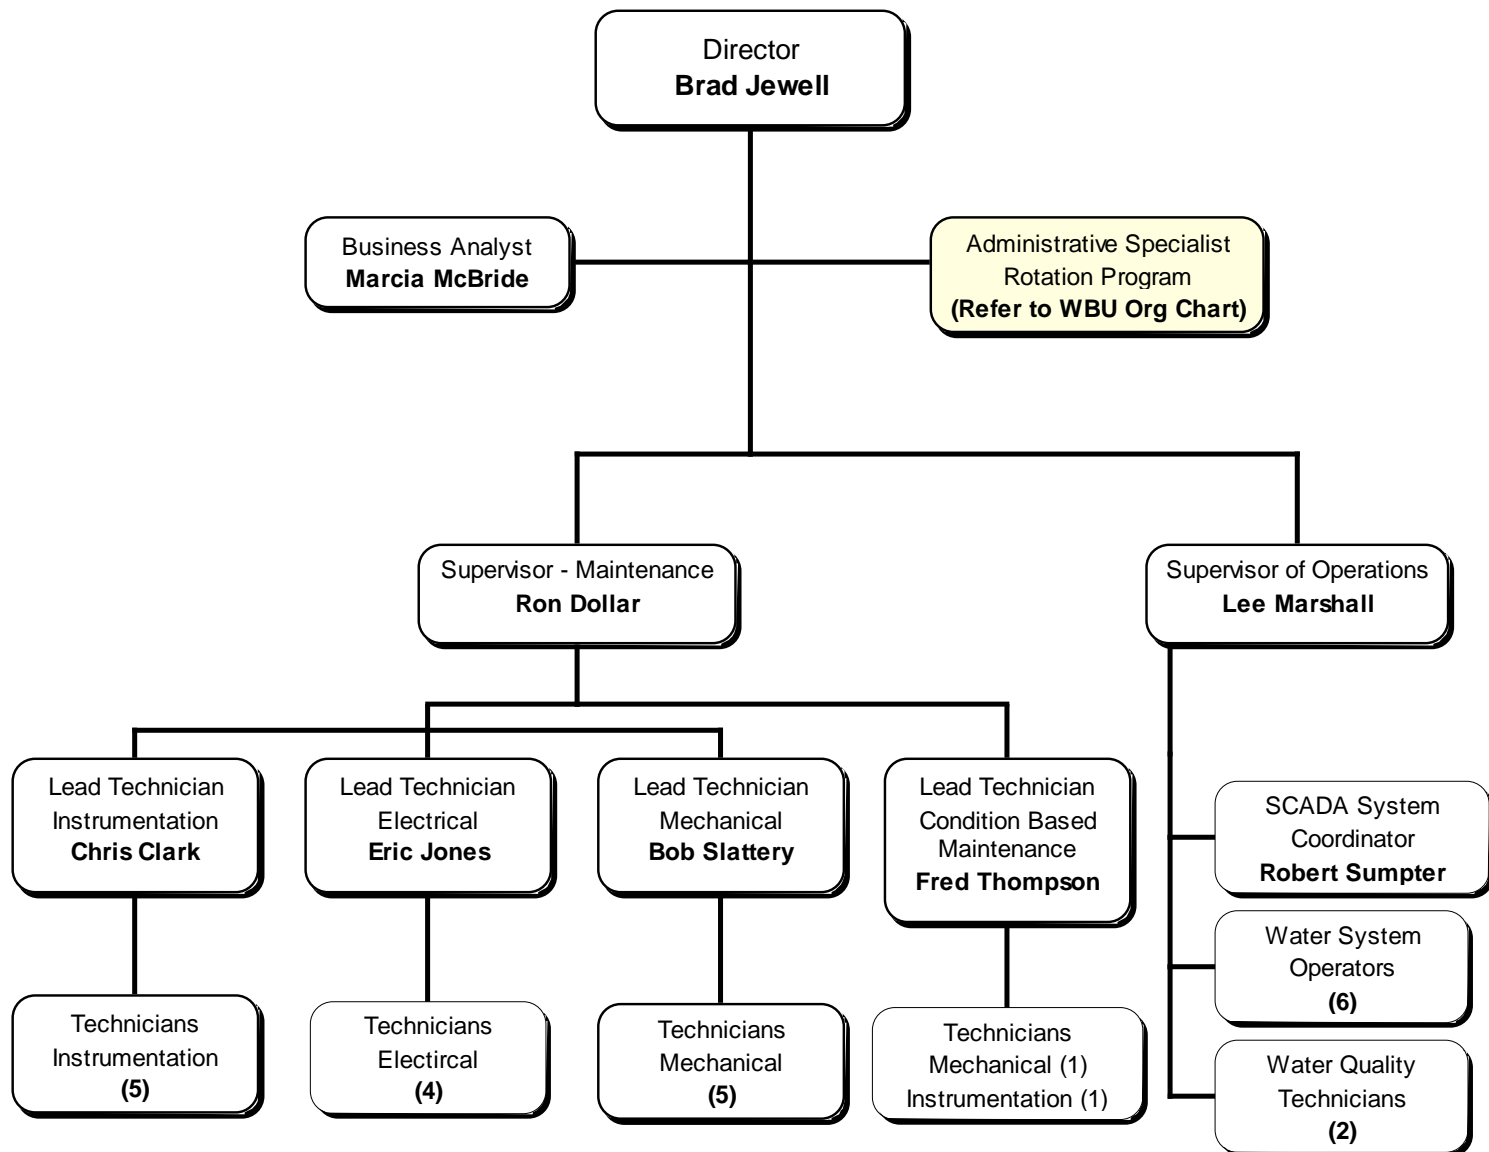 Director
Brad Jewell
Business Analyst
Marcia McBride
Administrative Specialist
Rotation Program
(Refer to WBU Org Chart)
Supervisor - Maintenance
Ron Dollar
Supervisor of Operations
Lee Marshall
Lead Technician
Instrumentation
Chris Clark
Lead Technician
Electrical
Eric Jones
Lead Technician
Mechanical
Bob Slattery
Lead Technician
Condition Based
Maintenance
Fred Thompson
SCADA System
Coordinator
Robert Sumpter
Water System
Operators
(6)
Water Quality
Technicians
(2)
Technicians
Instrumentation
(5)
Technicians
Electircal
(4)
Technicians
Mechanical
(5)
Technicians
Mechanical (1)
Instrumentation (1)